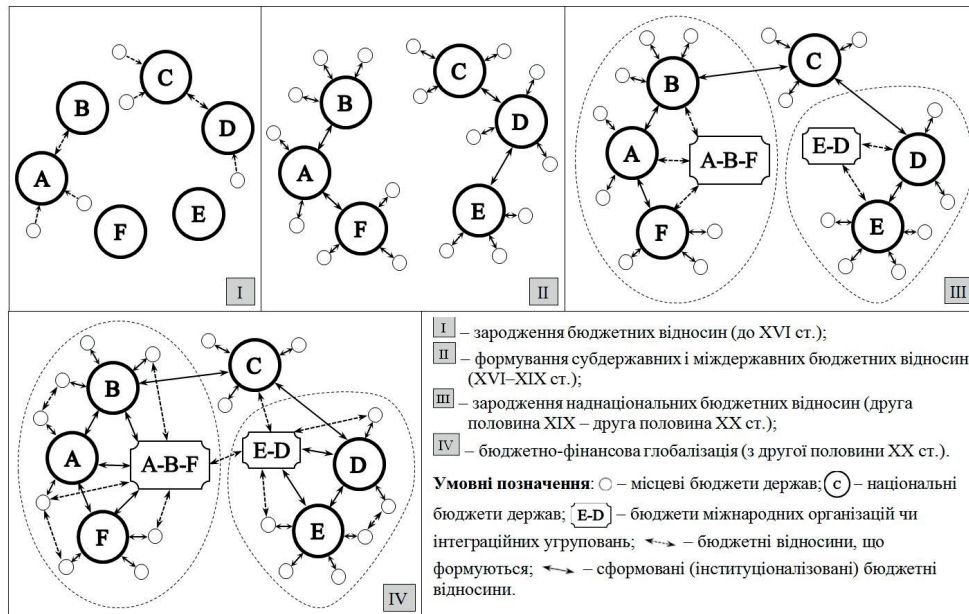 C
B
D
A
F
E
I
C
B
D
A
E
F
II
C
B
A
A-B-F
E-D
D
F
E
III
C
B
A
A-B-F
E-D
D
F
E
IV
I – зародження бюджетних відносин (до XVI ст.);
II – формування субдержавних і міждержавних бюджетних відносин
(XVI–XIX ст.);
III – зародження наднаціональних бюджетних відносин (друга
половина XIX – друга половина XX ст.);
IV – бюджетно-фінансова глобалізація (з другої половини XX ст.).
Умовні позначення: – місцеві бюджети держав; C – національні
бюджети держав; E-D – бюджети міжнародних організацій чи
інтеграційних угруповань; – бюджетні відносини, що
формуються; – сформовані (інституціоналізовані) бюджетні
відносини.